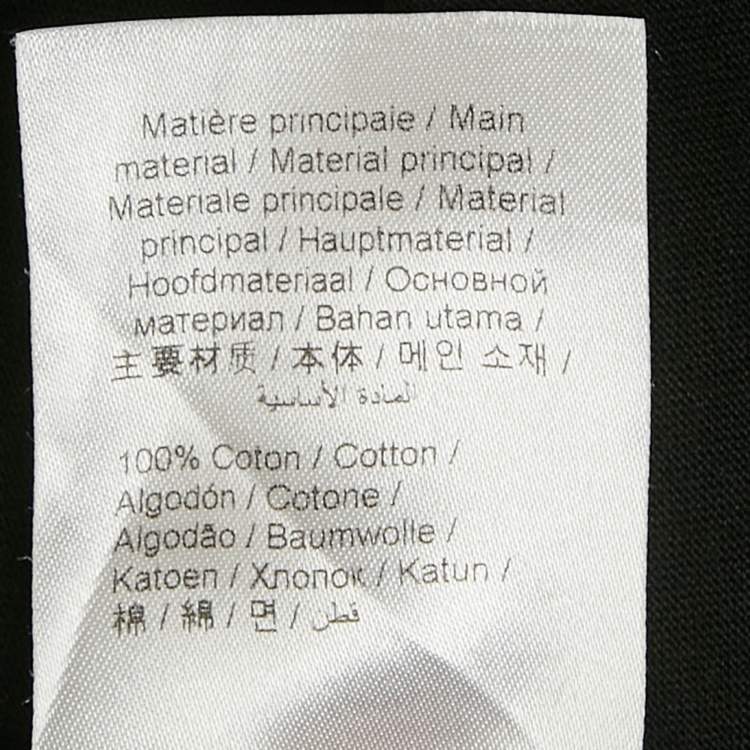 Matière principale / Main
material / Material principal /
Materiale principale / Material
principal / Hauptmaterial /
Hoofdmateriaal / Основной
материал / Bahan utama /
主要材质 / 本体 / 메인 소재 /
المادة الأساسية
100% Coton / Cotton /
Algodón / Cotone /
Algodão / Baumwolle /
Katoen / Хлопок / Katun /
棉 / 綿 / 면 / قطن